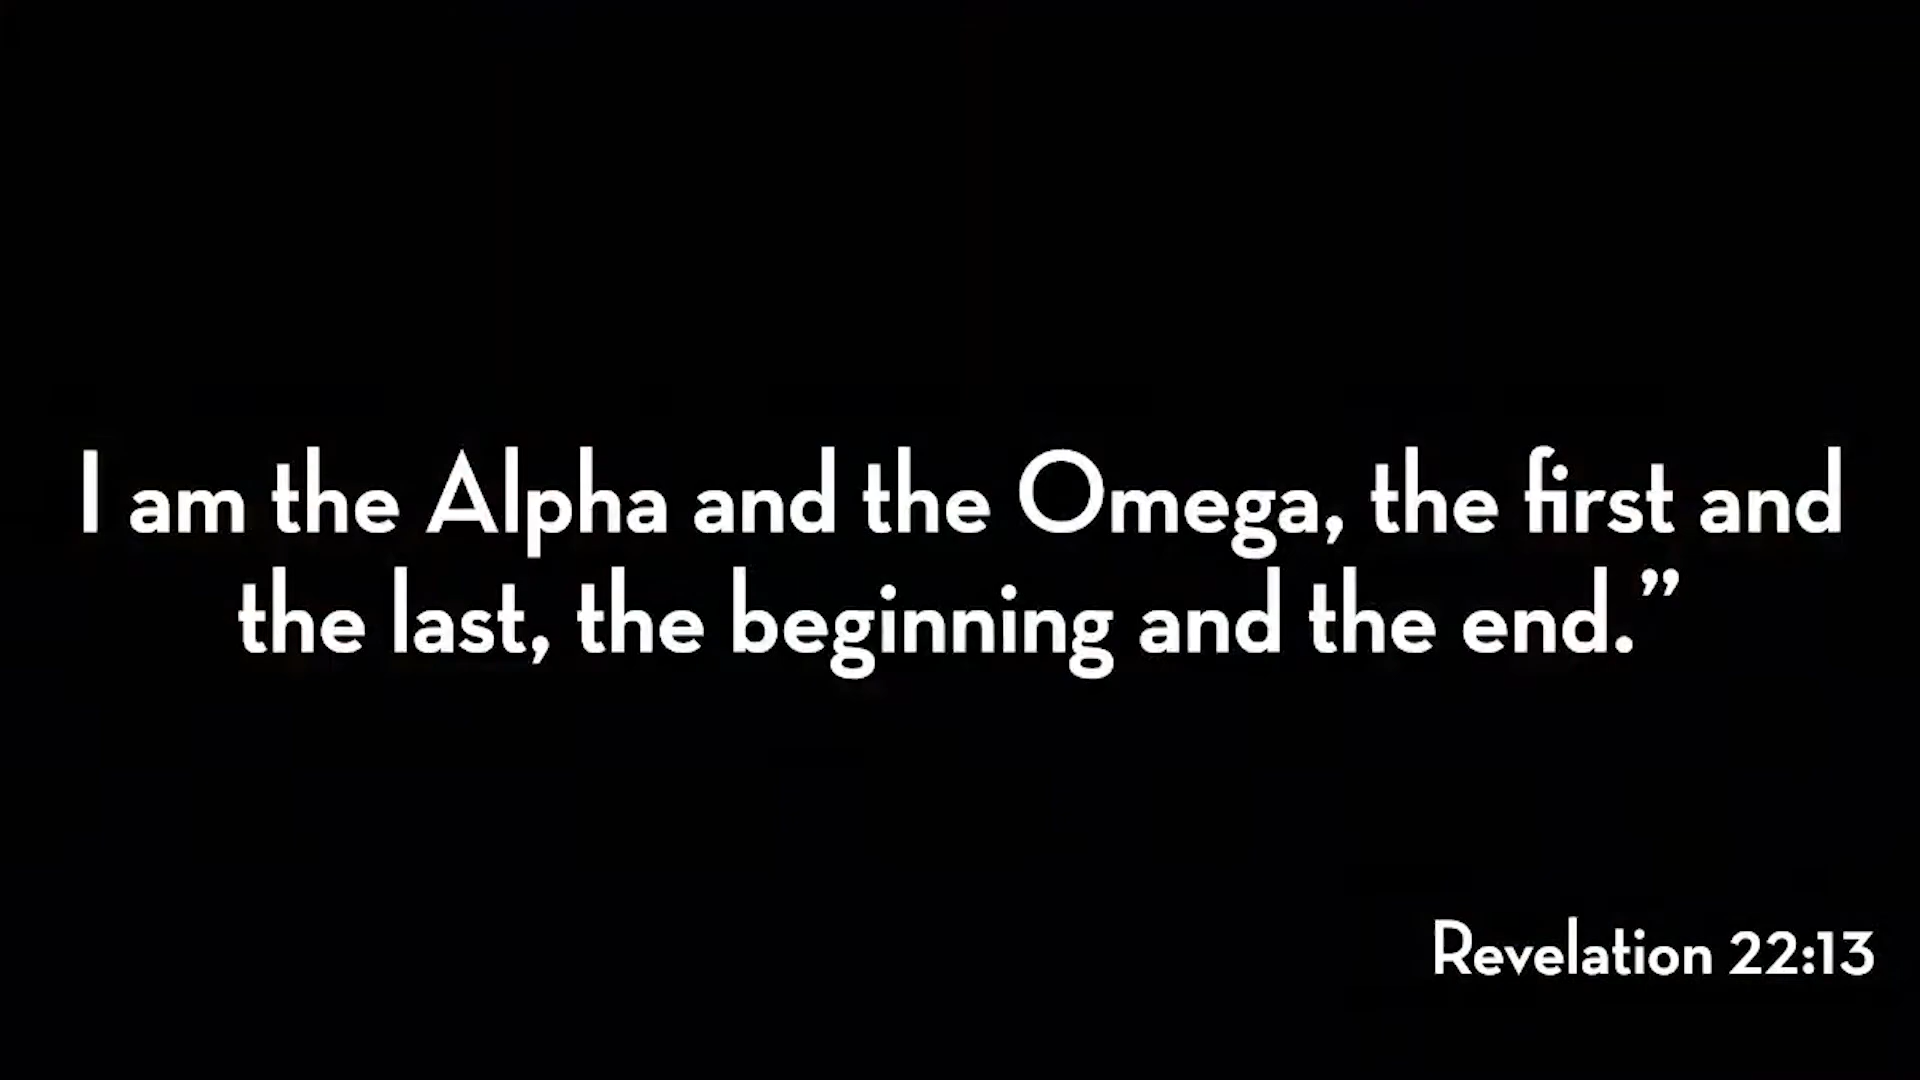 I am the Alpha and the Omega, the first and
the last, the beginning and the end.”
Revelation 22:13